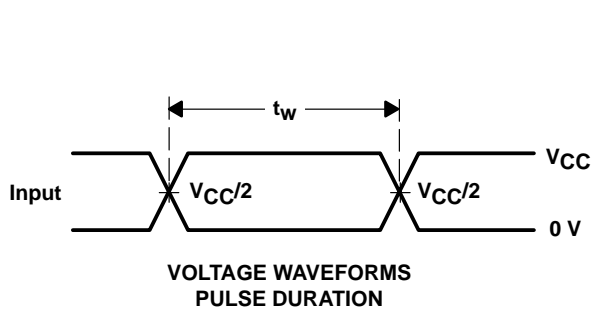 tw
VCC
Input
VCC/2
VCC/2
0 V
VOLTAGE WAVEFORMS
PULSE DURATION